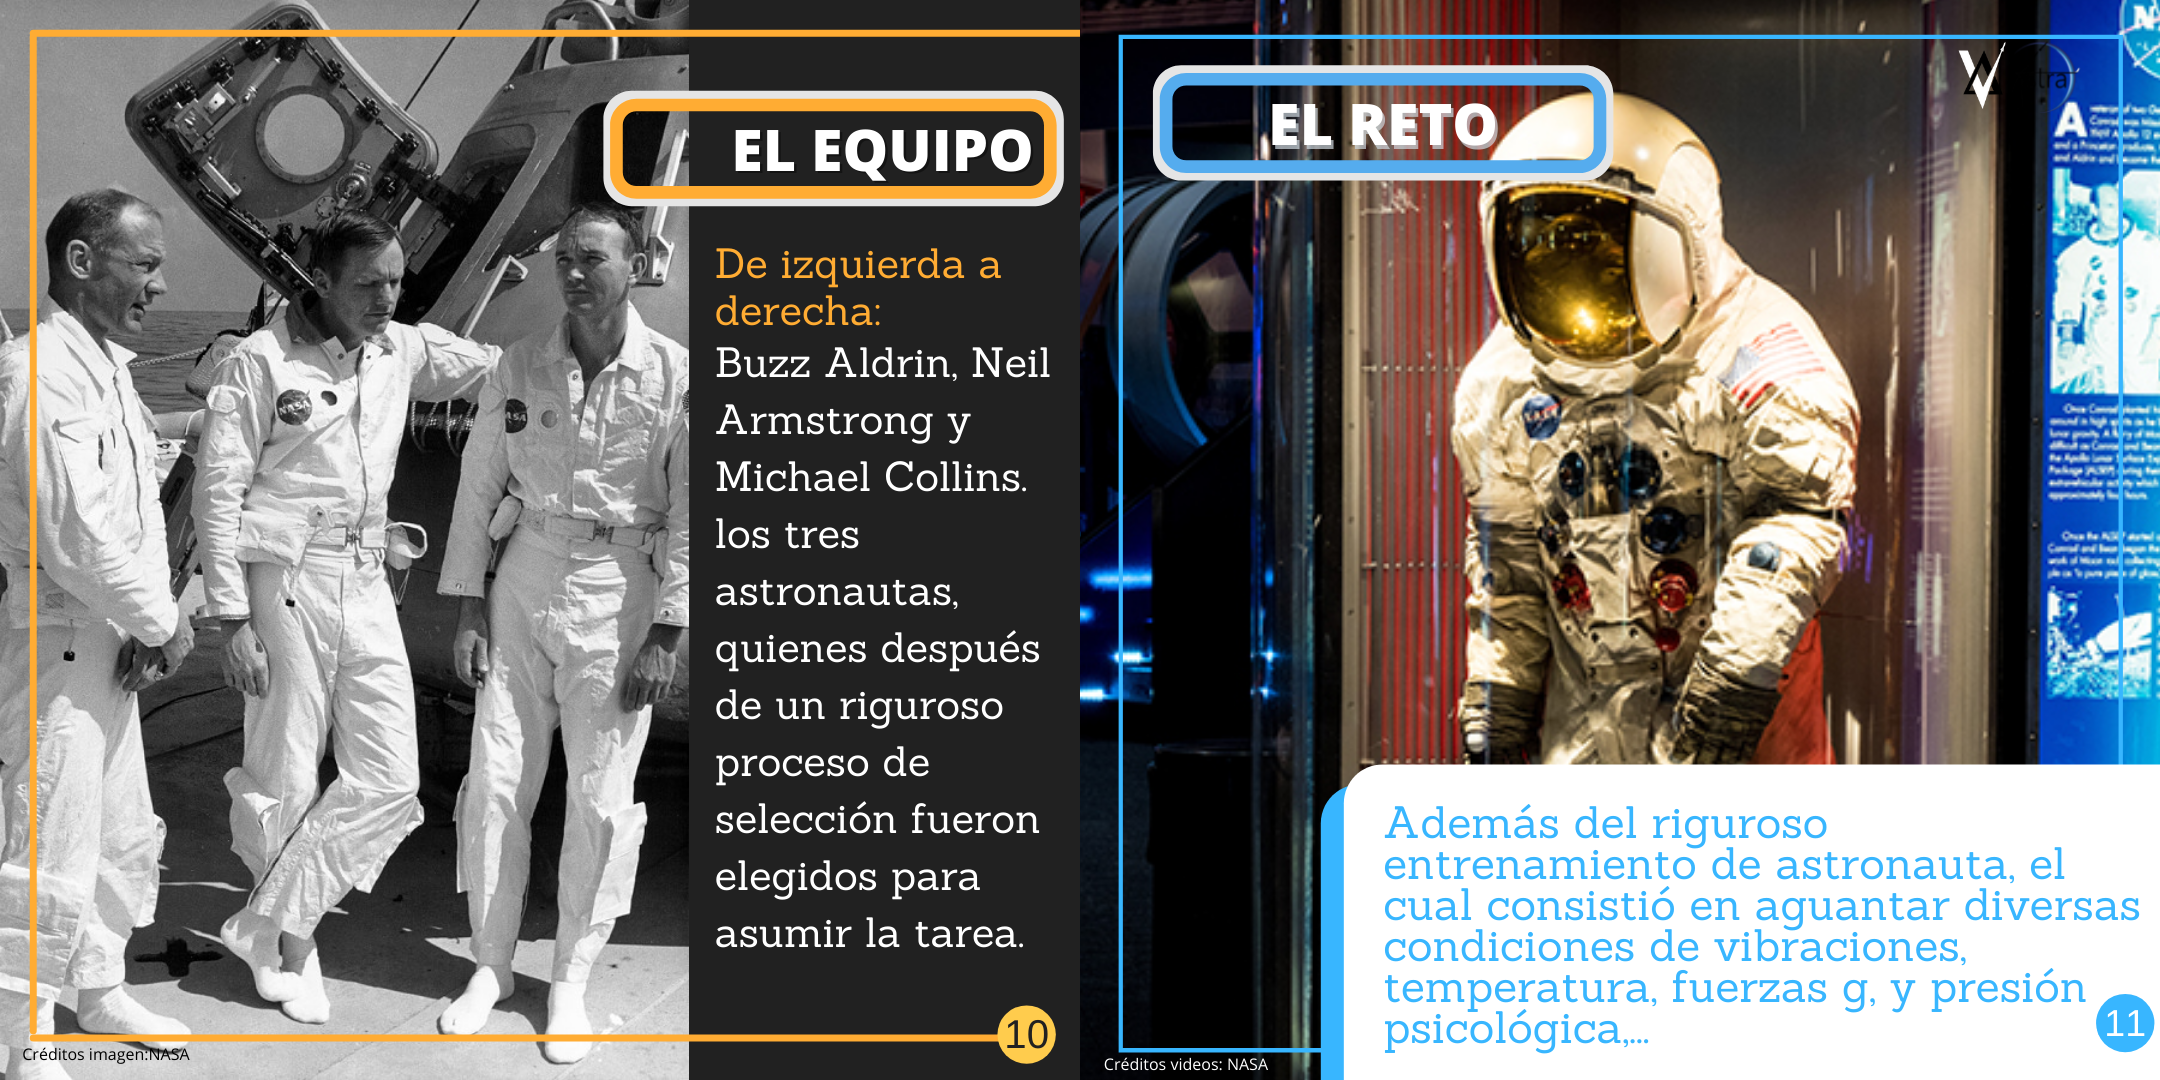 EL EQUIPO
De izquierda a
derecha:
Buzz Aldrin, Neil
Armstrong y
Michael Collins.
los tres
astronautas,
quienes después
de un riguroso
proceso de
selección fueron
elegidos para
asumir la tarea.
10
Créditos imagen:NASA
NASA
NASA
EL RETO
Además del riguroso
entrenamiento de astronauta, el
cual consistió en aguantar diversas
condiciones de vibraciones,
temperatura, fuerzas g, y presión
psicológica,...
11
Créditos videos: NASA